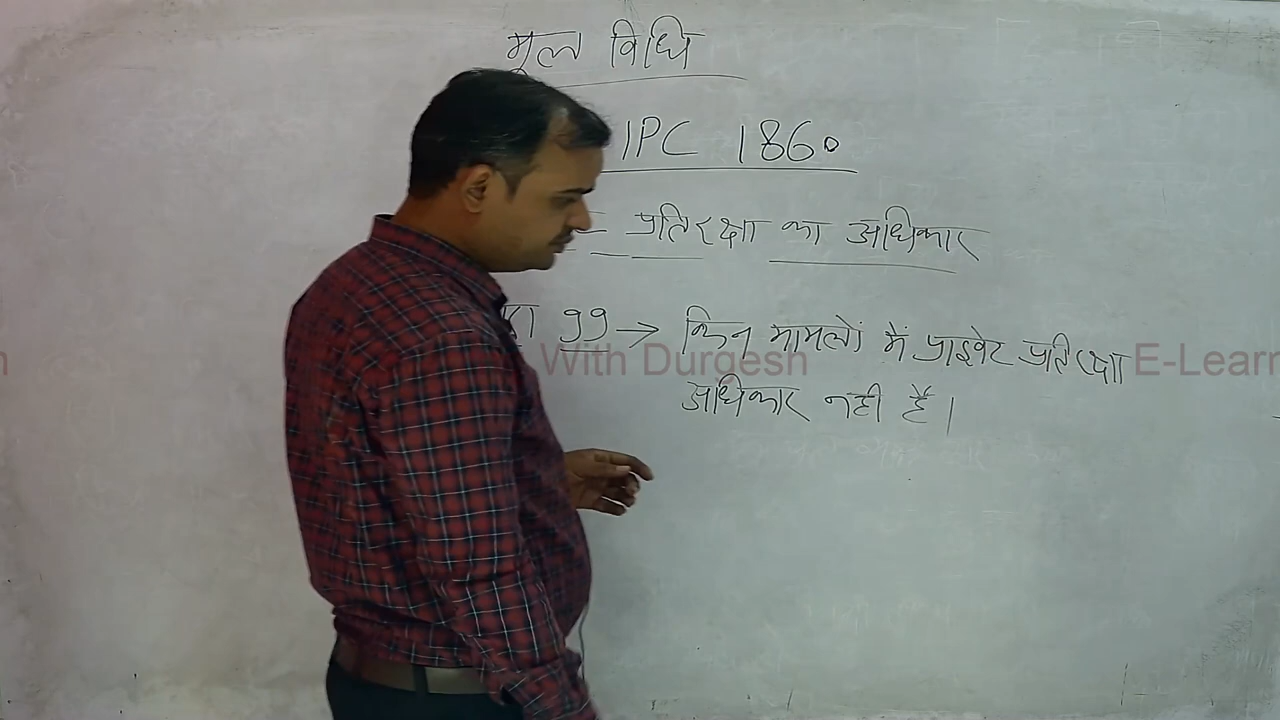 मूल विधि
IPC 1860
= प्रतिरक्षा का अधिकार
99 → किन मामलों में प्राइवेट प्रतिरक्षा
अधिकार नही है।
With Durgesh
E-Learn